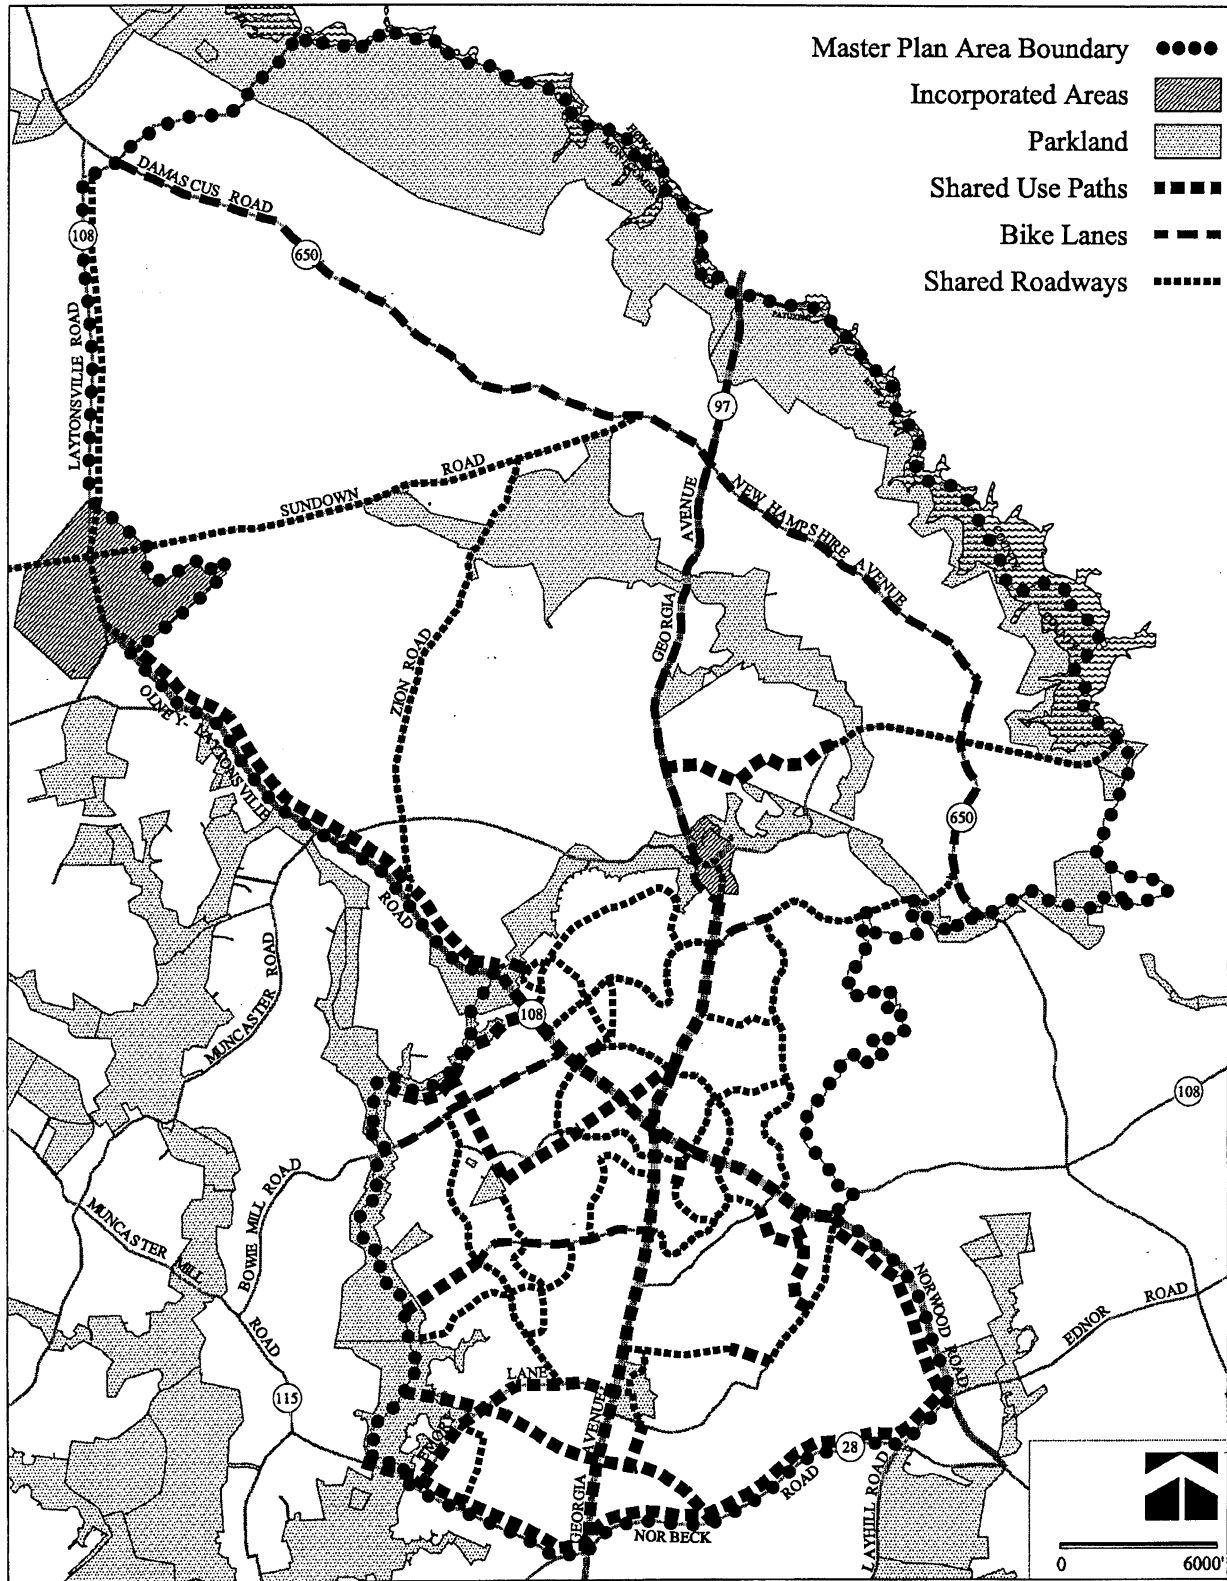 Master Plan Area Boundary
Incorporated Areas
Parkland
Shared Use Paths
Bike Lanes
Shared Roadways
DAMASCUS ROAD
108
650
LAYTONSVILLE ROAD
97
SUNDOWN ROAD
NEW HAMPSHIRE AVENUE
GEORGIA AVENUE
ZION ROAD
OLNEY- LAYTONSVILLE ROAD
650
MUNCASTER ROAD
108
108
MUNCASTER MILL ROAD
BOWIE MILL ROAD
NORWOOD ROAD
EDNOR ROAD
115
EMORY LANE
GEORGIA AVENUE
28
NORBECK ROAD
LAYHILL ROAD
0 6000'